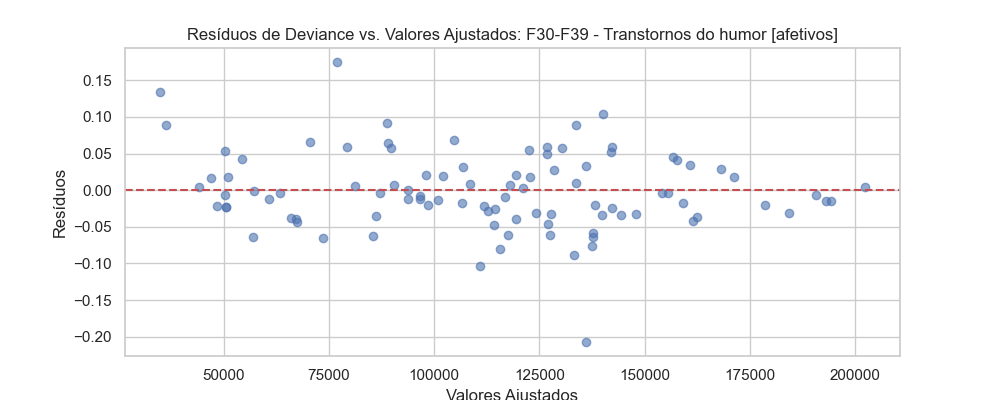 Resíduos de Deviance vs. Valores Ajustados: F30-F39 - Transtornos do humor [afetivos]
Resíduos
0.15
0.10
0.05
0.00
−0.05
−0.10
−0.15
−0.20
50000 75000 100000 125000 150000 175000 200000
Valores Ajustados